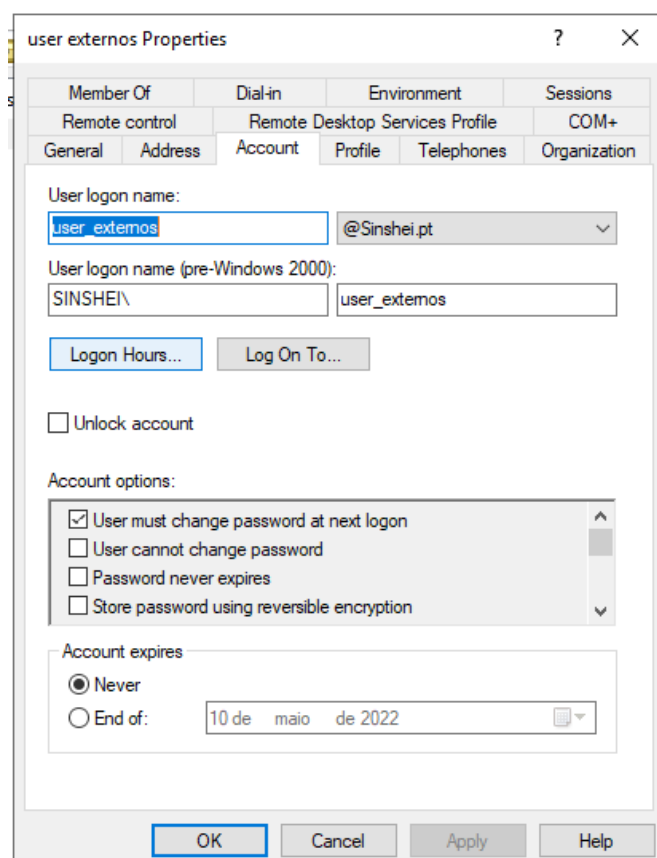 user externos Properties ? X
Member Of Dial-in Environment Sessions
Remote control Remote Desktop Services Profile COM+
General Address Account Profile Telephones Organization
User logon name:
user_externos @Sinshei.pt
User logon name (pre-Windows 2000):
SINSHEI\ user_externos
Logon Hours... Log On To...
Unlock account
Account options:
User must change password at next logon
User cannot change password
Password never expires
Store password using reversible encryption
Account expires
Never
End of: 10 de maio de 2022
OK Cancel Apply Help